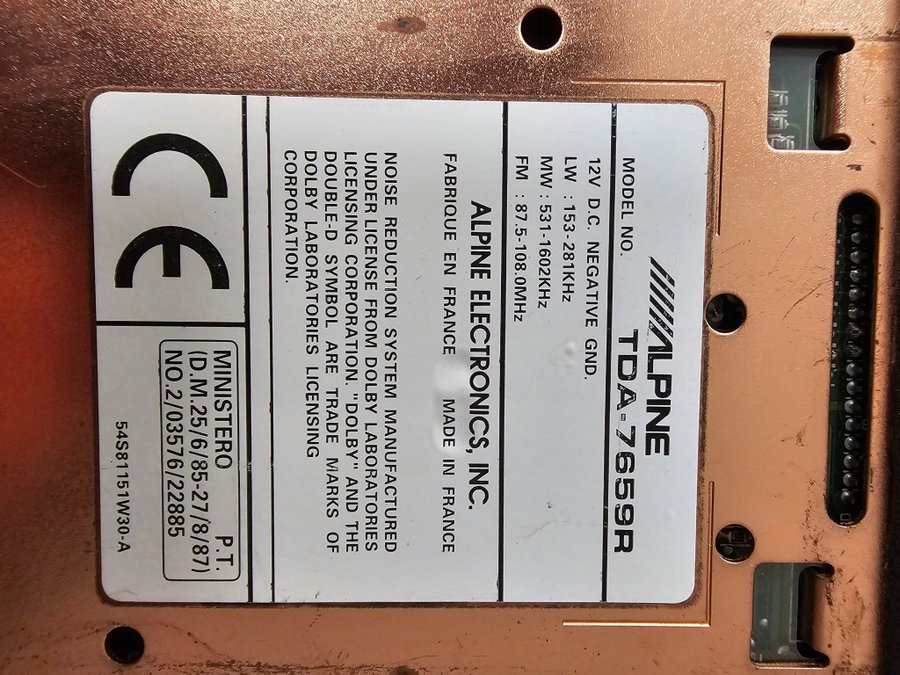 ALPINE
MODEL NO. TDA-7659R
12V D.C. NEGATIVE GND.
LW : 153-281KHz
MW : 531-1602KHz
FM : 87.5-108.0MHz
ALPINE ELECTRONICS, INC.
FABRIQUE EN FRANCE MADE IN FRANCE
NOISE REDUCTION SYSTEM MANUFACTURED
UNDER LICENSE FROM DOLBY LABORATORIES
LICENSING CORPORATION. "DOLBY" AND THE
DOUBLE-D SYMBOL ARE TRADE MARKS OF
DOLBY LABORATORIES LICENSING
CORPORATION.
CE
MINISTERO P.T.
(D.M.25/6/85-27/8/87)
NO.2/03576/22885
54S81151W30-A